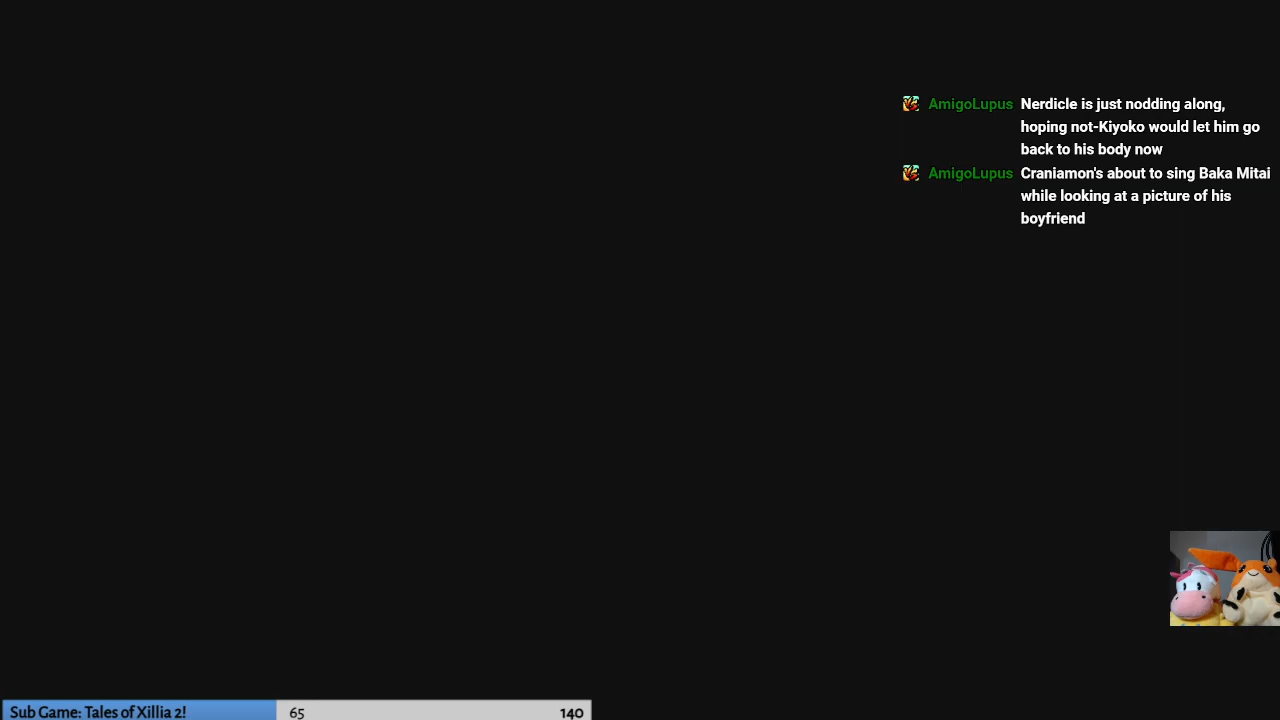 AmigoLupus Nerdicle is just nodding along,
hoping not-Kiyoko would let him go
back to his body now
AmigoLupus Craniamon's about to sing Baka Mitai
while looking at a picture of his
boyfriend
Sub Game: Tales of Xillia 2! 65 140